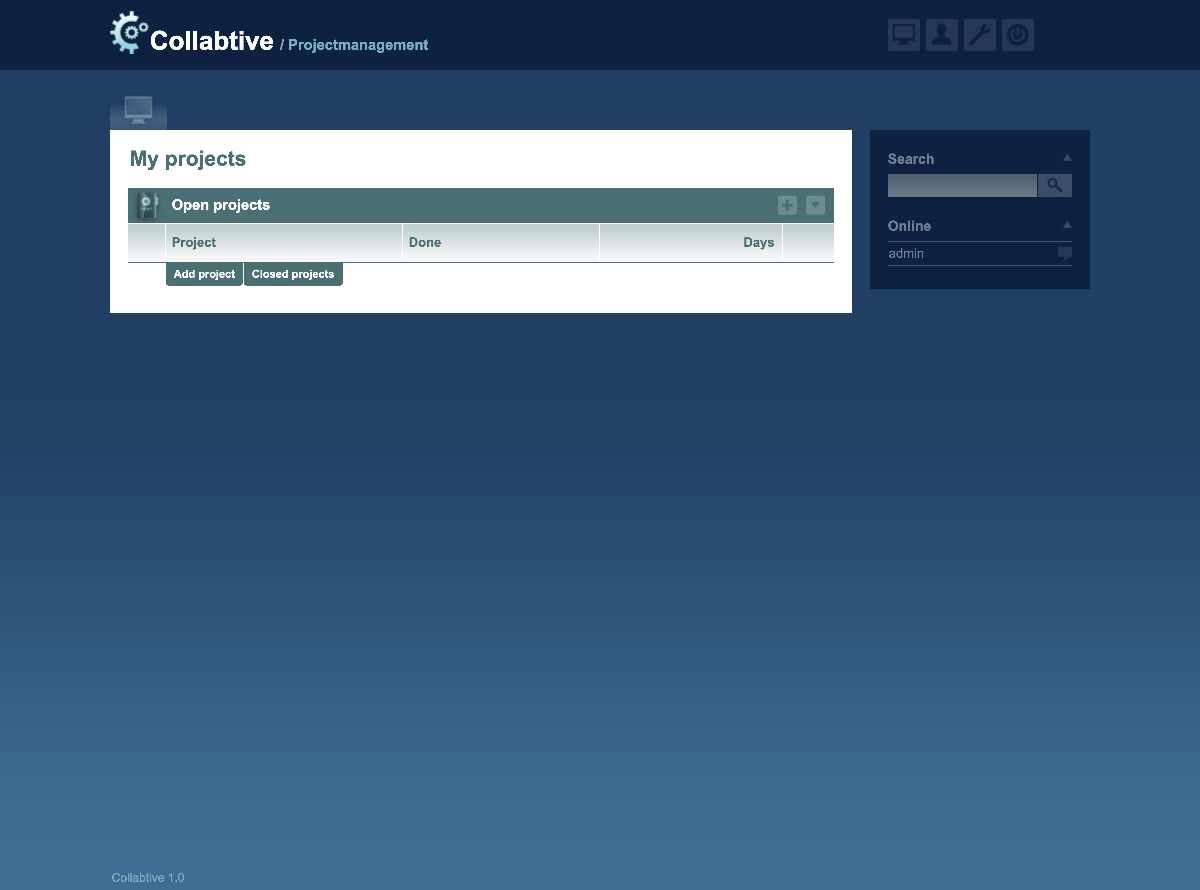 Collabtive / Projectmanagement
My projects
Search
Open projects
Project Done Days
Add project Closed projects
Online
admin
Collabtive 1.0